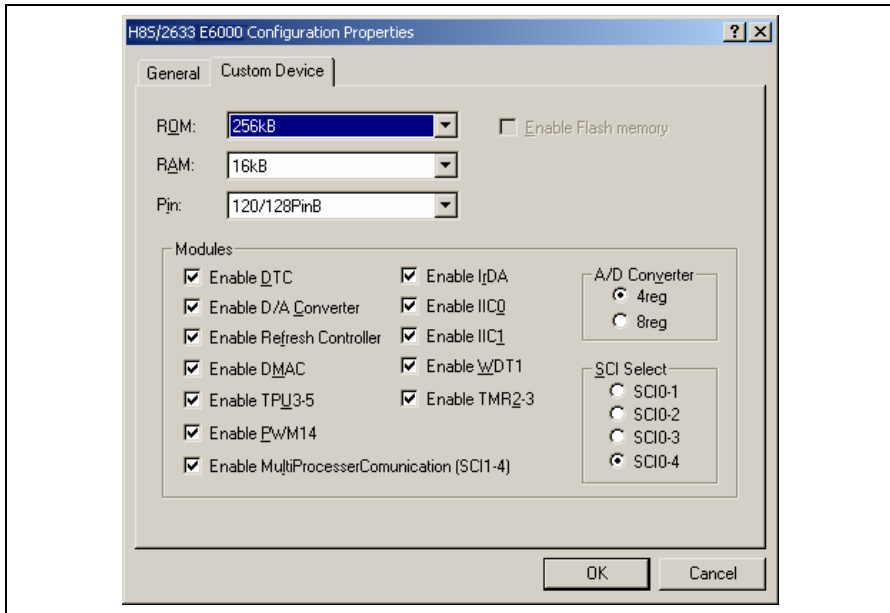 H8S/2633 E6000 Configuration Properties
General Custom Device
ROM: 256kB Enable Flash memory
RAM: 16kB
Pin: 120/128PinB
Modules
Enable DTC Enable IrDA
Enable D/A Converter Enable IIC0
Enable Refresh Controller Enable IIC1
Enable DMAC Enable WDT1
Enable TPU3-5 Enable TMR2-3
Enable PWM14
Enable MultiProcesserComunication (SCI1-4)
A/D Converter
4reg
8reg
SCI Select
SCI0-1
SCI0-2
SCI0-3
SCI0-4
OK Cancel